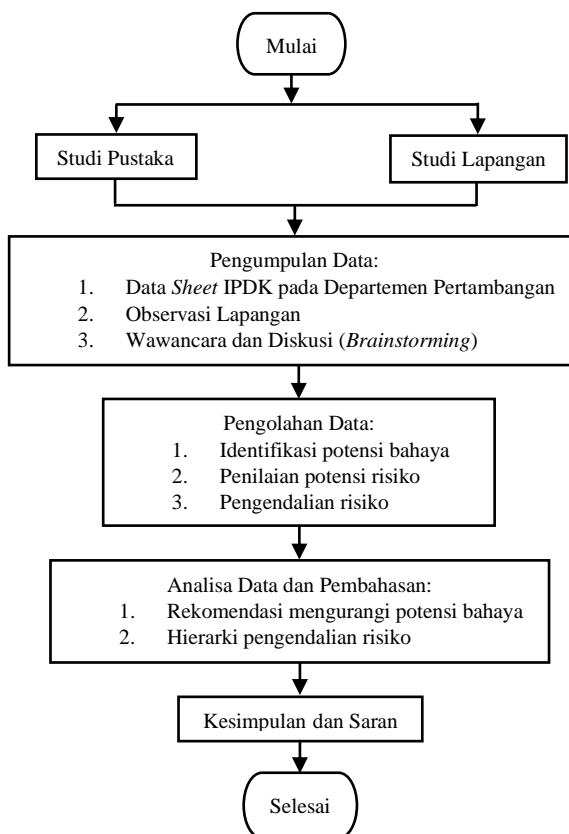 Mulai
Studi Pustaka
Studi Lapangan
Pengumpulan Data:
1. Data Sheet IPDK pada Departemen Pertambangan
2. Observasi Lapangan
3. Wawancara dan Diskusi (Brainstorming)
Pengolahan Data:
1. Identifikasi potensi bahaya
2. Penilaian potensi risiko
3. Pengendalian risiko
Analisa Data dan Pembahasan:
1. Rekomendasi mengurangi potensi bahaya
2. Hierarki pengendalian risiko
Kesimpulan dan Saran
Selesai